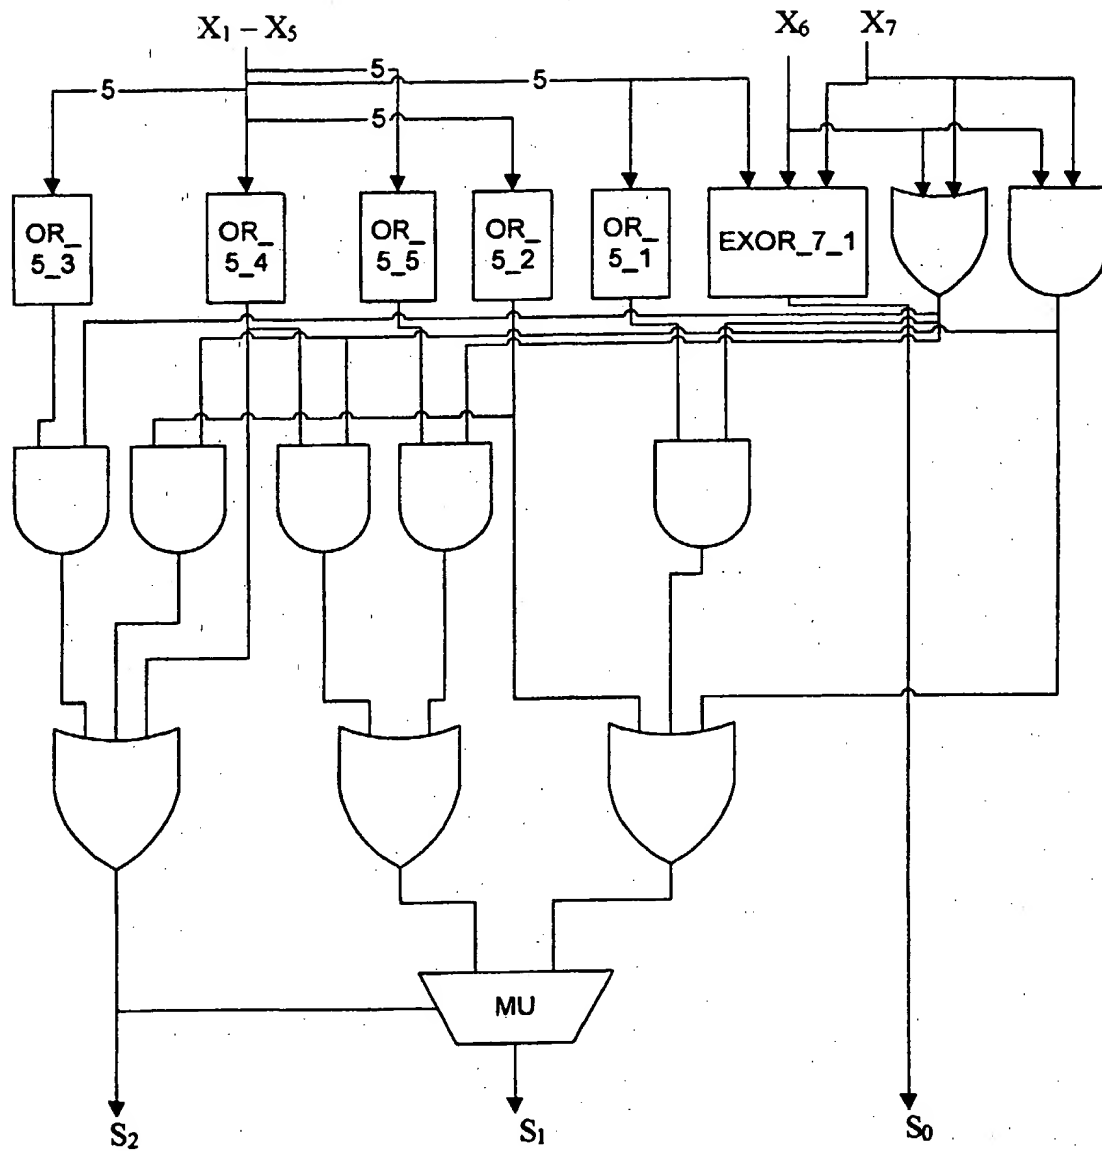 X₁ – X₅
X₆
X₇
5
5
5
5
OR_
5_3
OR_
5_4
OR_
5_5
OR_
5_2
OR_
5_1
EXOR_7_1
MU
S₂
S₁
S₀